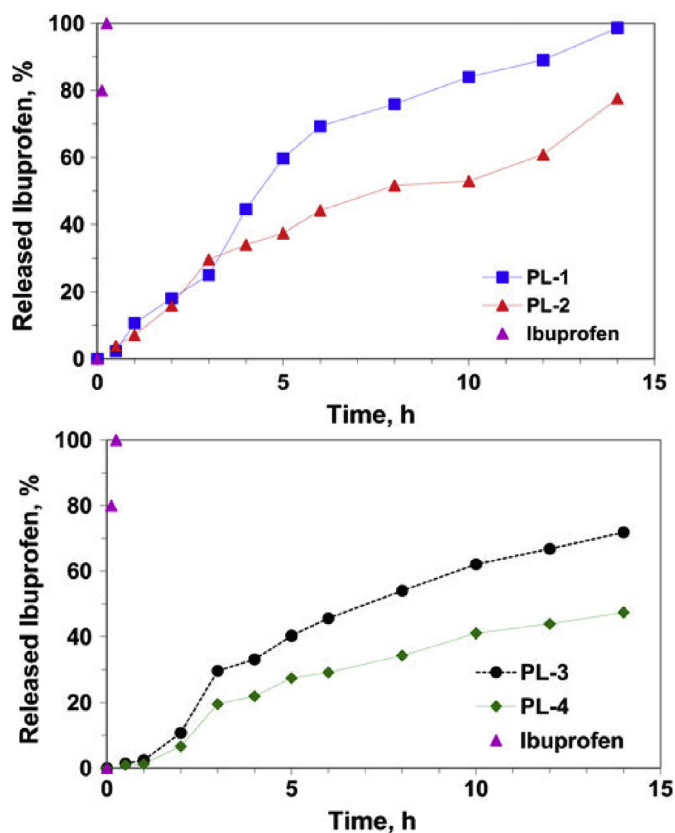 100
80
60
40
20
0
Released Ibuprofen, %
PL-1
PL-2
Ibuprofen
0 5 10 15
Time, h
100
80
60
40
20
0
Released Ibuprofen, %
PL-3
PL-4
Ibuprofen
0 5 10 15
Time, h